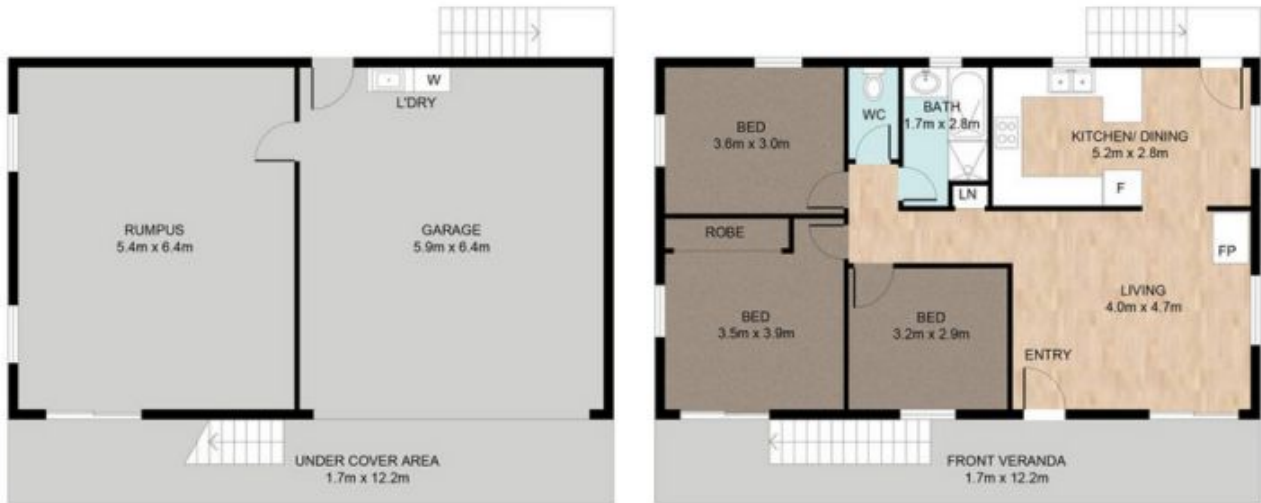 W
L'DRY
RUMPUS
5.4m x 6.4m
GARAGE
5.9m x 6.4m
UNDER COVER AREA
1.7m x 12.2m
BED
3.6m x 3.0m
WC
BATH
1.7m x 2.8m
KITCHEN/ DINING
5.2m x 2.8m
F
LN
ROBE
FP
BED
3.5m x 3.9m
BED
3.2m x 2.9m
LIVING
4.0m x 4.7m
ENTRY
FRONT VERANDA
1.7m x 12.2m